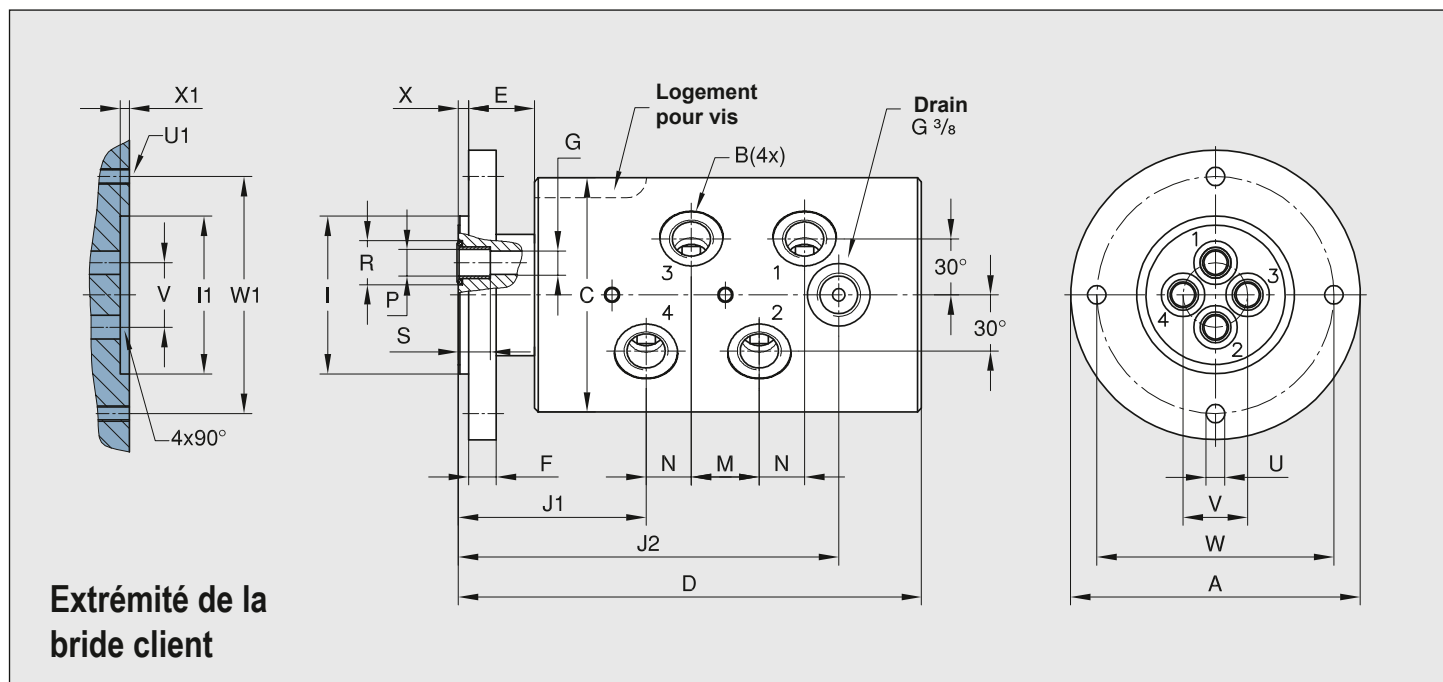 X1
U1
V
I1
W1
4x90°
X
E
G
Logement
pour vis
B(4x)
Drain
G 3/8
R
I
P
S
C
3
1
4
2
30°
30°
F
N
M
N
J1
J2
D
1
3
4
2
U
V
W
A
Extrémité de la
bride client